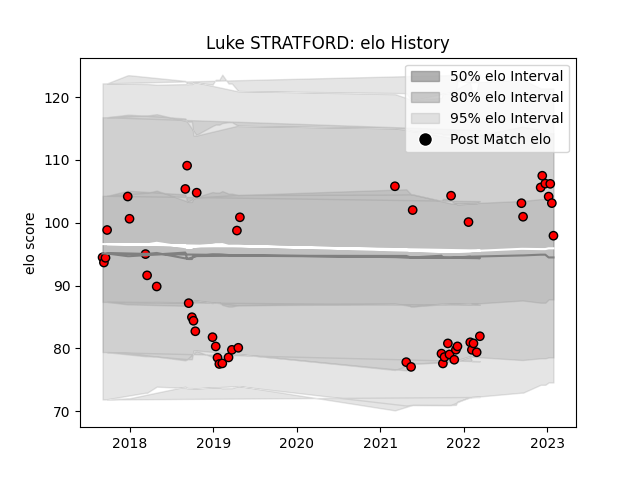 Luke STRATFORD: elo History
50% elo Interval
80% elo Interval
95% elo Interval
Post Match elo
elo score
120
110
100
90
80
70
2018
2019
2020
2021
2022
2023